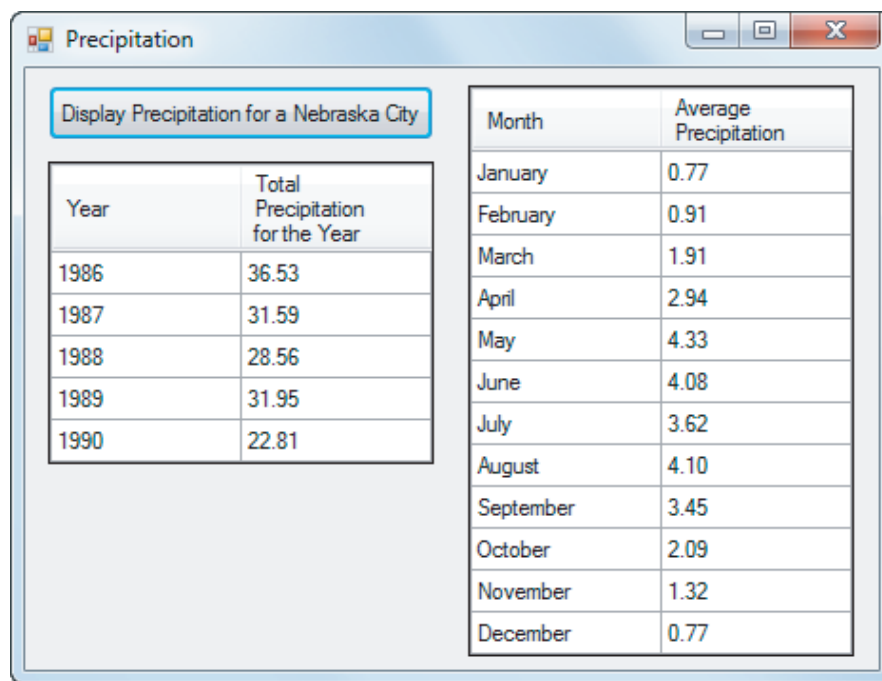 Precipitation
Display Precipitation for a Nebraska City
Year Total
Precipitation
for the Year
1986 36.53
1987 31.59
1988 28.56
1989 31.95
1990 22.81
Month Average
Precipitation
January 0.77
February 0.91
March 1.91
April 2.94
May 4.33
June 4.08
July 3.62
August 4.10
September 3.45
October 2.09
November 1.32
December 0.77